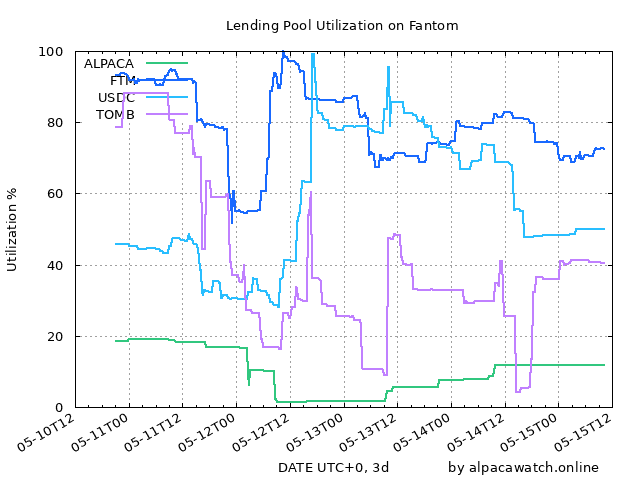 Lending Pool Utilization on Fantom
100
80
60
40
20
0
Utilization %
ALPACA
FTM
USDC
TOMB
05-10T12
05-11T00
05-11T12
05-12T00
05-12T12
05-13T00
05-13T12
05-14T00
05-14T12
05-15T00
05-15T12
DATE UTC+0, 3d
by alpacawatch.online